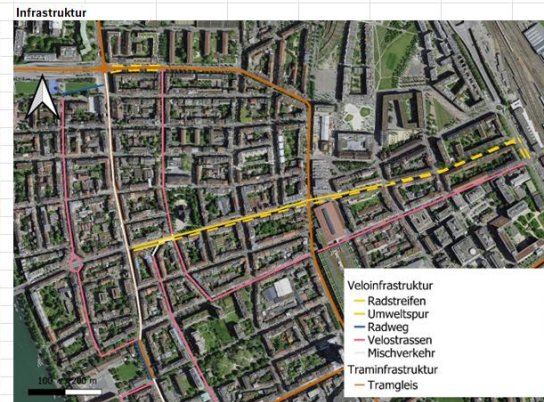 Infrastruktur
Veloinfrastruktur
Radstreifen
Umweltspur
Radweg
Velostrassen
Mischverkehr
Traminfrastruktur
Tramgleis
100
200 m